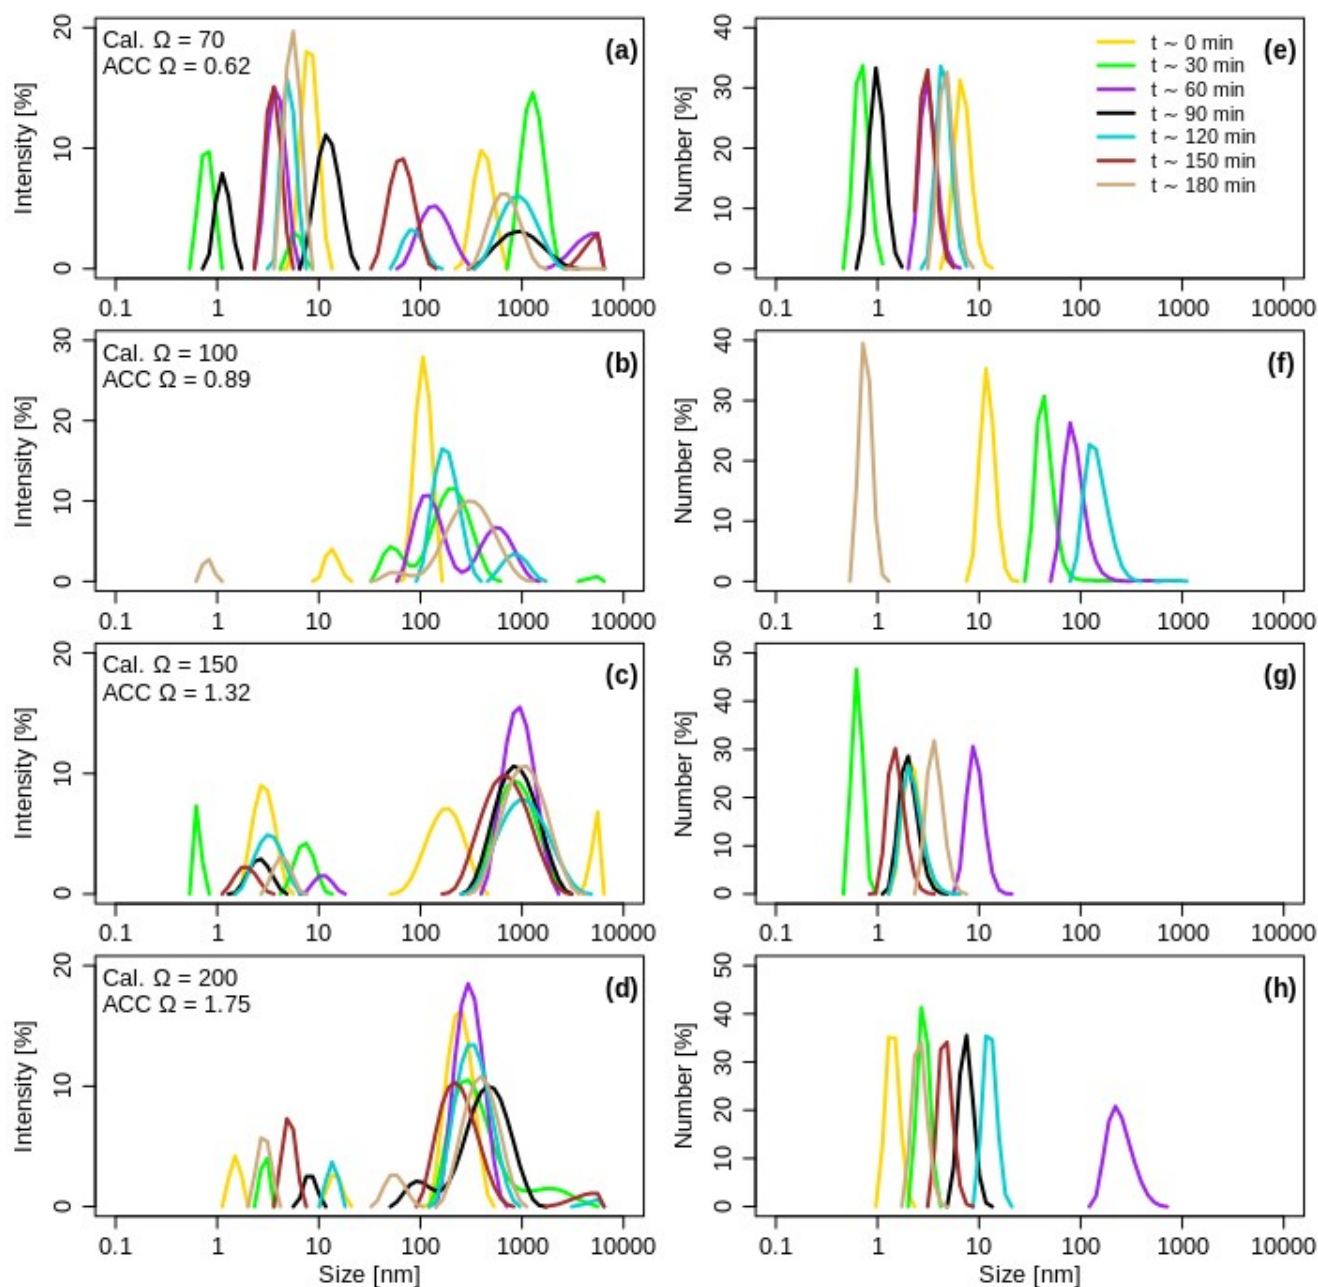 Cal. Ω = 70
ACC Ω = 0.62
(a)
Intensity [%]
0 10 20
0.1 1 10 100 1000 10000
(e)
t ~ 0 min
t ~ 30 min
t ~ 60 min
t ~ 90 min
t ~ 120 min
t ~ 150 min
t ~ 180 min
Number [%]
0 10 20 30 40
0.1 1 10 100 1000 10000
Cal. Ω = 100
ACC Ω = 0.89
(b)
Intensity [%]
0 10 20 30
0.1 1 10 100 1000 10000
(f)
Number [%]
0 10 20 30 40
0.1 1 10 100 1000 10000
Cal. Ω = 150
ACC Ω = 1.32
(c)
Intensity [%]
0 10 20
0.1 1 10 100 1000 10000
(g)
Number [%]
0 10 20 30 40 50
0.1 1 10 100 1000 10000
Cal. Ω = 200
ACC Ω = 1.75
(d)
Intensity [%]
0 10 20
0.1 1 10 100 1000 10000
Size [nm]
(h)
Number [%]
0 10 20 30 40 50
0.1 1 10 100 1000 10000
Size [nm]